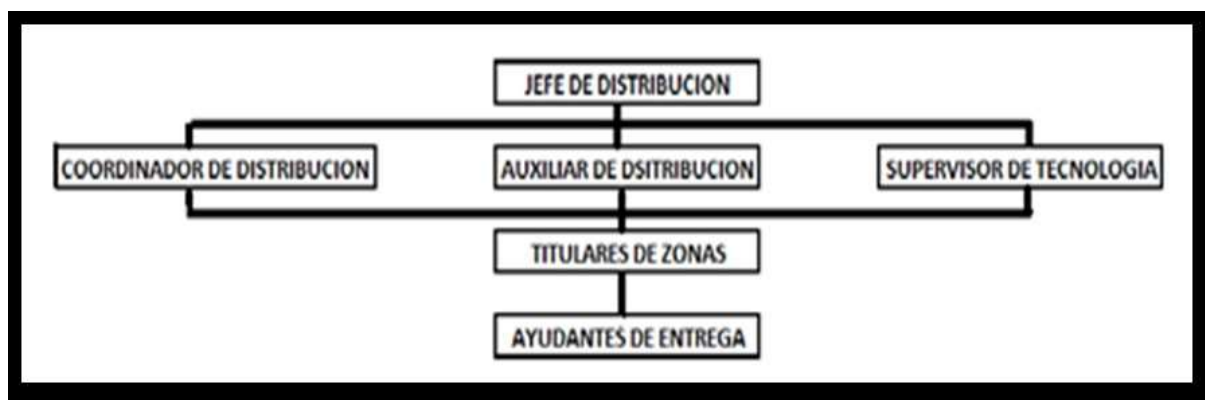 JEFE DE DISTRIBUCION
COORDINADOR DE DISTRIBUCION
AUXILIAR DE DSITRIBUCION
SUPERVISOR DE TECNOLOGIA
TITULARES DE ZONAS
AYUDANTES DE ENTREGA